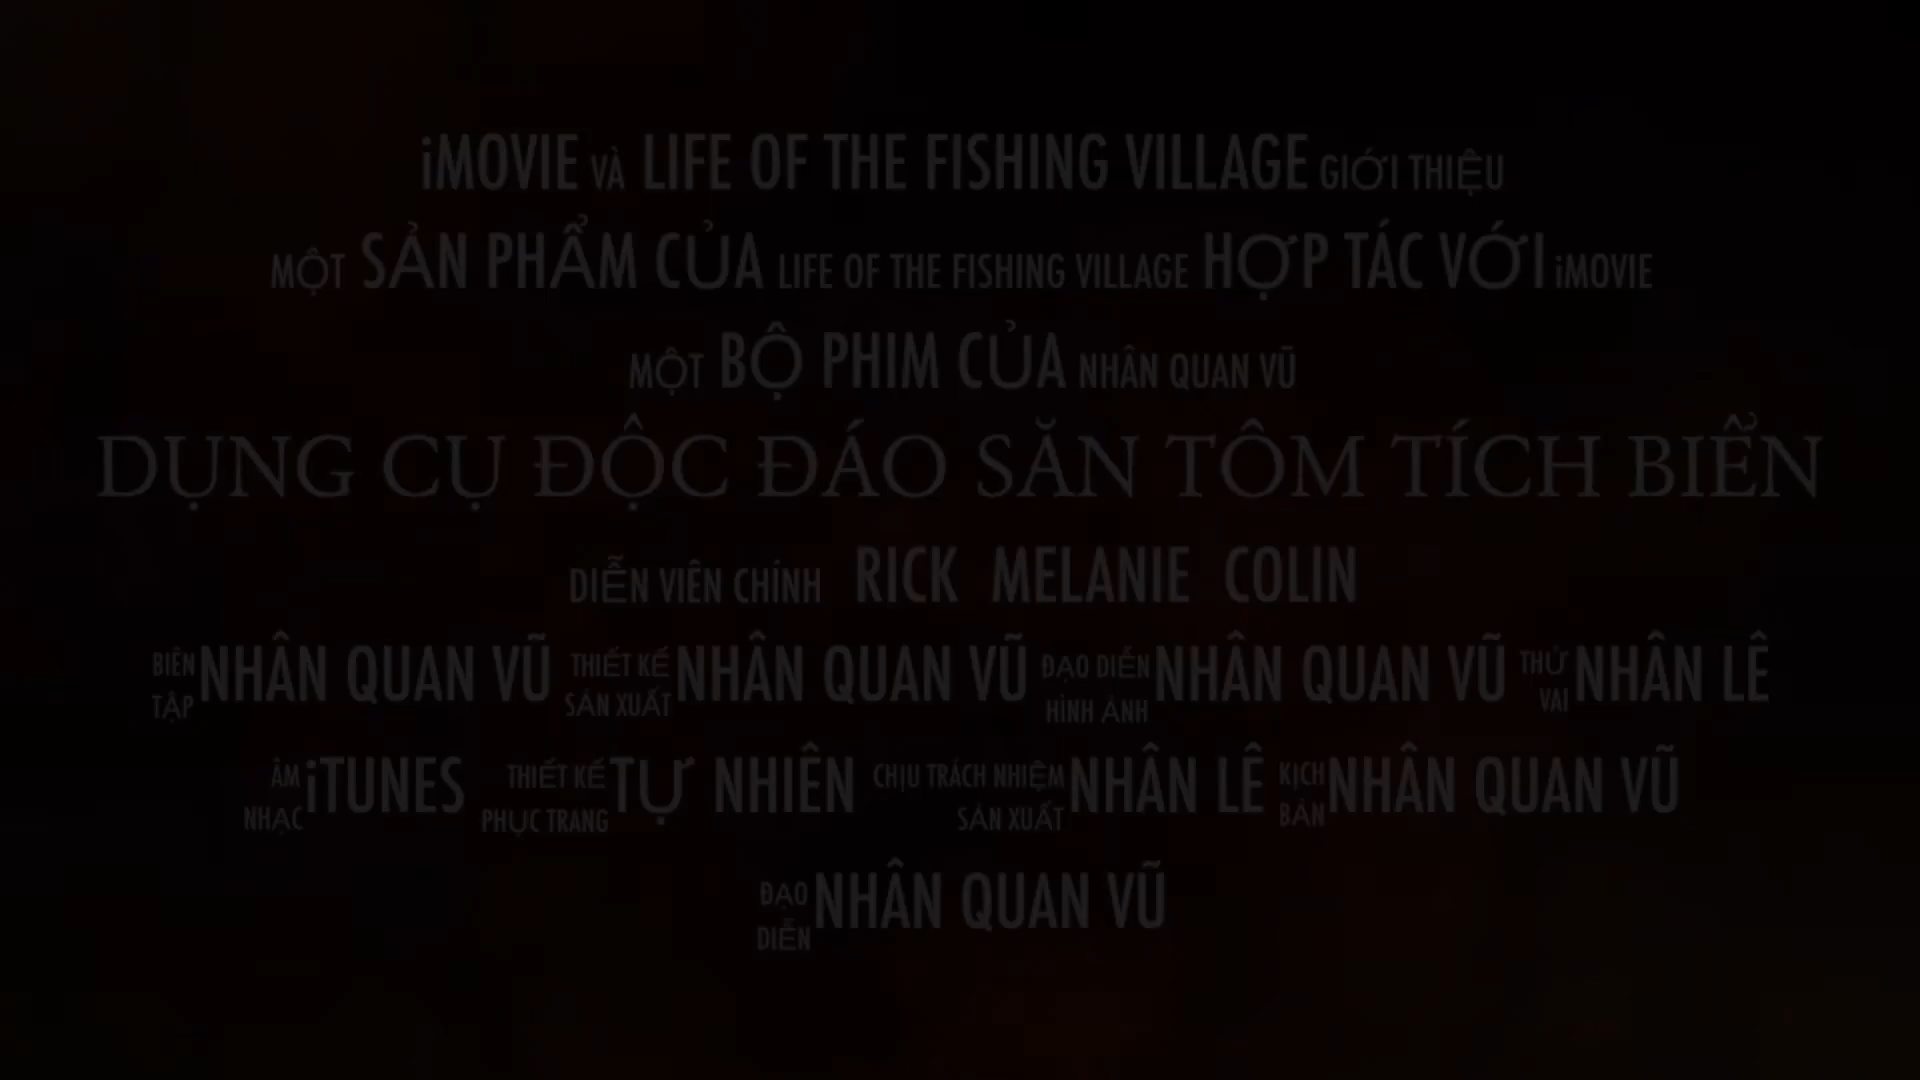 iMOVIE VÀ LIFE OF THE FISHING VILLAGE GIỚI THIỆU
MỘT SẢN PHẨM CỦA LIFE OF THE FISHING VILLAGE HỢP TÁC VỚI iMOVIE
MỘT BỘ PHIM CỦA NHÂN QUAN VŨ
DỤNG CỤ ĐỘC ĐÁO SĂN TÔM TÍCH BIỂN
DIỄN VIÊN CHÍNH RICK MELANIE COLIN
BIÊN TẬP NHÂN QUAN VŨ THIẾT KẾ SẢN XUẤT NHÂN QUAN VŨ ĐẠO DIỄN HÌNH ẢNH NHÂN QUAN VŨ THỬ VAI NHÂN LÊ
ÂM NHẠC iTUNES THIẾT KẾ PHỤC TRANG TỰ NHIÊN CHỊU TRÁCH NHIỆM SẢN XUẤT NHÂN LÊ KỊCH BẢN NHÂN QUAN VŨ
ĐẠO DIỄN NHÂN QUAN VŨ